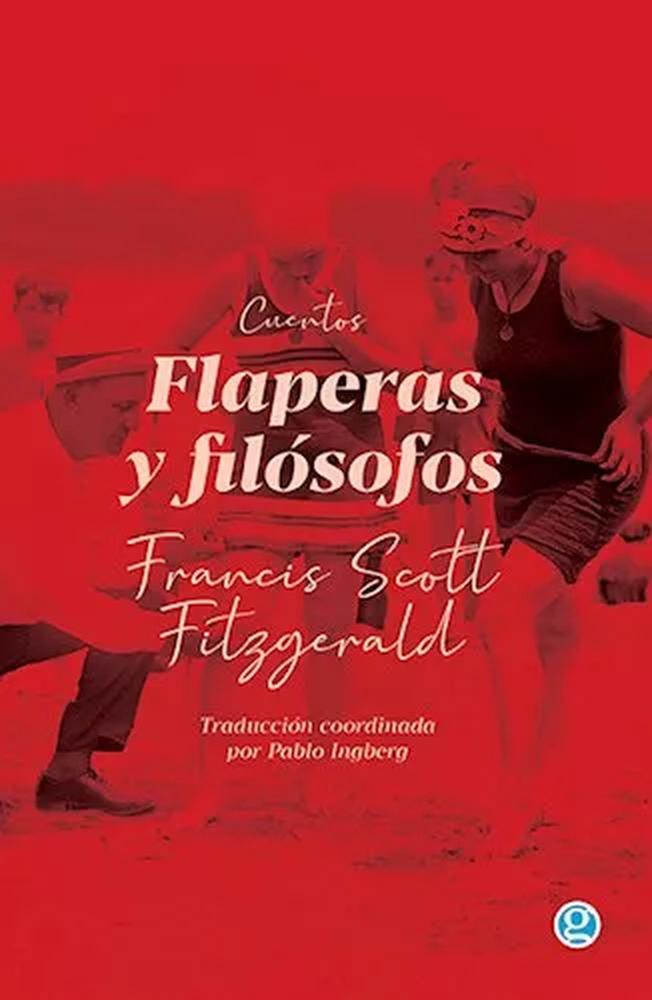 Cuentos
Flaperas
y filósofos
Francis Scott
Fitzgerald
Traducción coordinada
por Pablo Ingberg
g